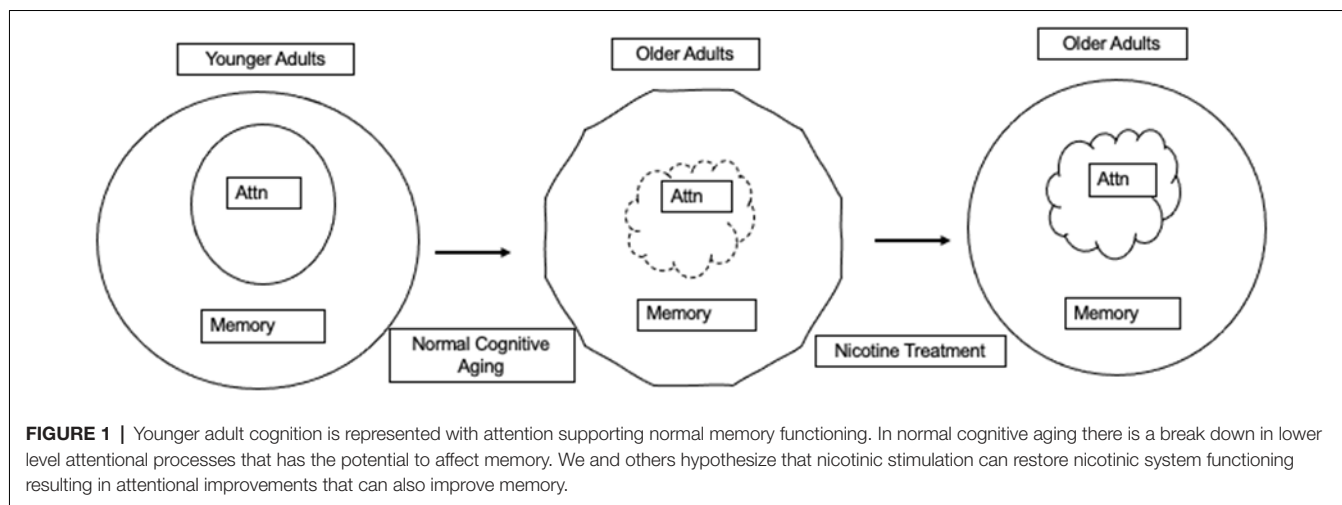 Younger Adults
Older Adults
Older Adults
Attn
Attn
Attn
Memory
Memory
Memory
Normal Cognitive
Aging
Nicotine Treatment
FIGURE 1 | Younger adult cognition is represented with attention supporting normal memory functioning. In normal cognitive aging there is a break down in lower
level attentional processes that has the potential to affect memory. We and others hypothesize that nicotinic stimulation can restore nicotinic system functioning
resulting in attentional improvements that can also improve memory.